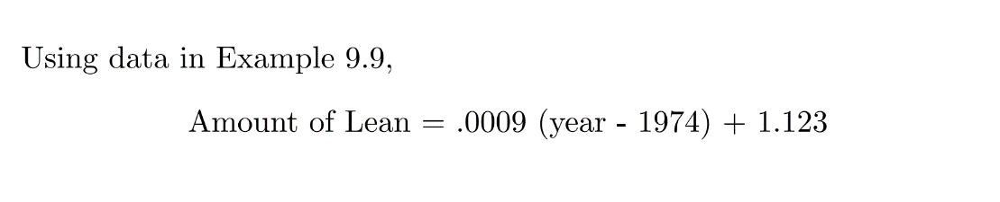 Using data in Example 9.9,
Amount of Lean = .0009 (year - 1974) + 1.123